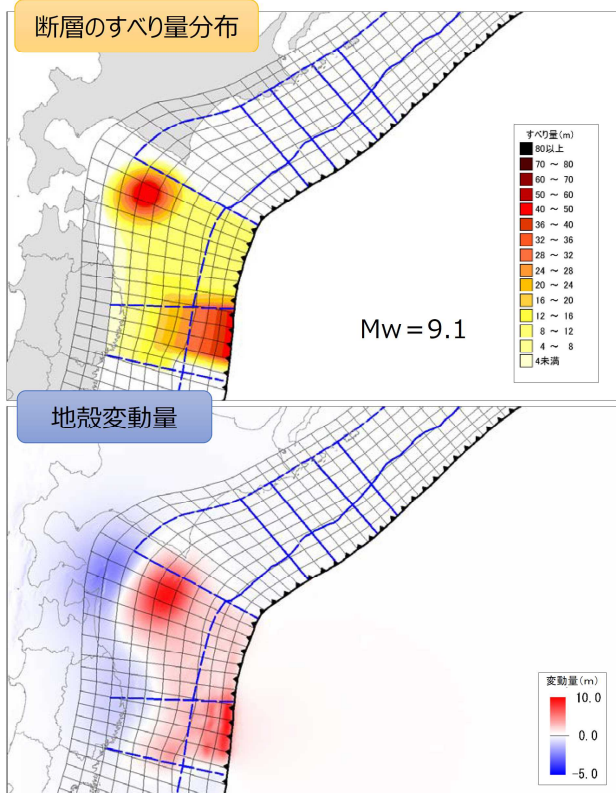 断層のすべり量分布
すべり量(m)
80以上
70 ～ 80
60 ～ 70
50 ～ 60
40 ～ 50
36 ～ 40
32 ～ 36
28 ～ 32
24 ～ 28
20 ～ 24
16 ～ 20
12 ～ 16
8 ～ 12
4 ～ 8
4未満
Mw＝9.1
地殻変動量
変動量(m)
10.0
0.0
-5.0